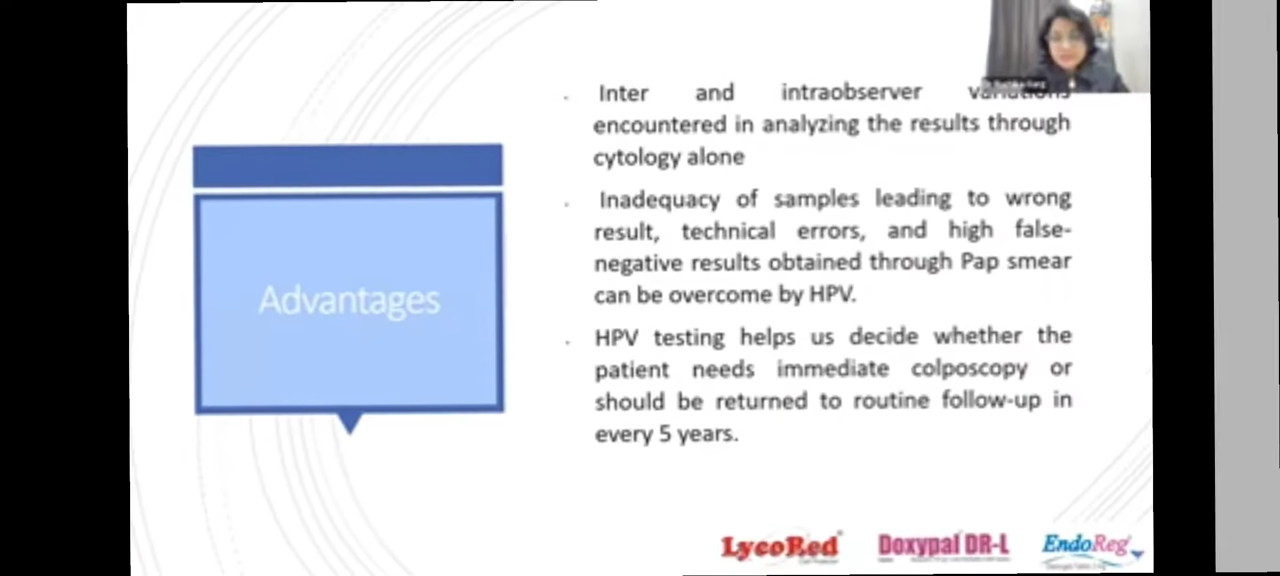 Advantages
. Inter and intraobserver variations
encountered in analyzing the results through
cytology alone
. Inadequacy of samples leading to wrong
result, technical errors, and high false-
negative results obtained through Pap smear
can be overcome by HPV.
. HPV testing helps us decide whether the
patient needs immediate colposcopy or
should be returned to routine follow-up in
every 5 years.
LycoRed
Doxypal DR-L
EndoReg